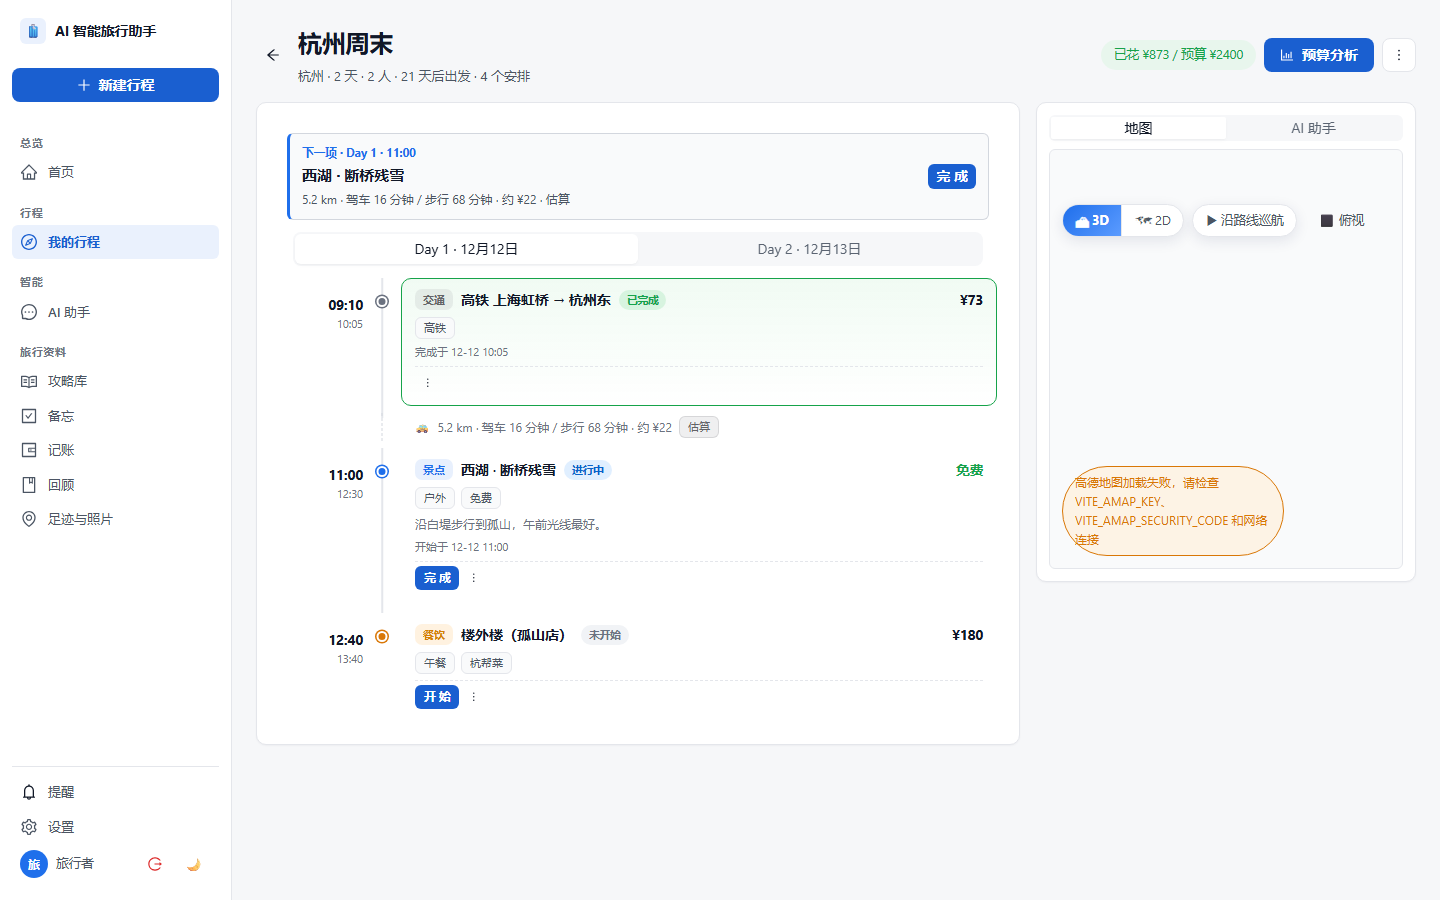 AI 智能旅行助手
新建行程
总览
首页
行程
我的行程
智能
AI 助手
旅行资料
攻略库
备忘
记账
回顾
足迹与照片
提醒
设置
旅 旅行者
杭州周末
杭州 · 2 天 · 2 人 · 21 天后出发 · 4 个安排
已花 ¥873 / 预算 ¥2400
预算分析
下一项 · Day 1 · 11:00
西湖 · 断桥残雪
5.2 km · 驾车 16 分钟 / 步行 68 分钟 · 约 ¥22 · 估算
完成
Day 1 · 12月12日
Day 2 · 12月13日
09:10
10:05
交通 高铁 上海虹桥 → 杭州东 已完成 ¥73
高铁
完成于 12-12 10:05
5.2 km · 驾车 16 分钟 / 步行 68 分钟 · 约 ¥22 估算
11:00
12:30
景点 西湖 · 断桥残雪 进行中 免费
户外 免费
沿白堤步行到孤山，午前光线最好。
开始于 12-12 11:00
完成
12:40
13:40
餐饮 楼外楼（孤山店） 未开始 ¥180
午餐 杭帮菜
开始
地图
AI 助手
3D 2D 沿路线巡航 俯视
高德地图加载失败，请检查
VITE_AMAP_KEY、
VITE_AMAP_SECURITY_CODE 和网络
连接